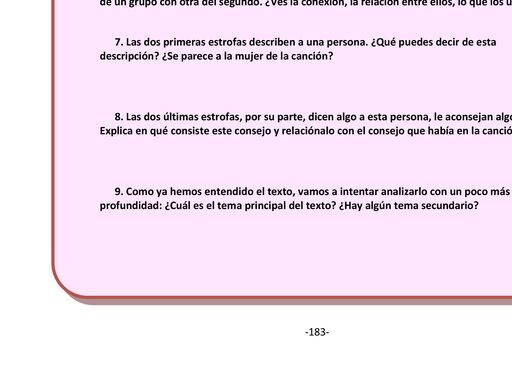 de un grupo con otra del segundo. ¿Ves la conexión, la relación entre ellos, lo que los u
7. Las dos primeras estrofas describen a una persona. ¿Qué puedes decir de esta
descripción? ¿Se parece a la mujer de la canción?
8. Las dos últimas estrofas, por su parte, dicen algo a esta persona, le aconsejan algo
Explica en qué consiste este consejo y relaciónalo con el consejo que había en la canció
9. Como ya hemos entendido el texto, vamos a intentar analizarlo con un poco más
profundidad: ¿Cuál es el tema principal del texto? ¿Hay algún tema secundario?
-183-